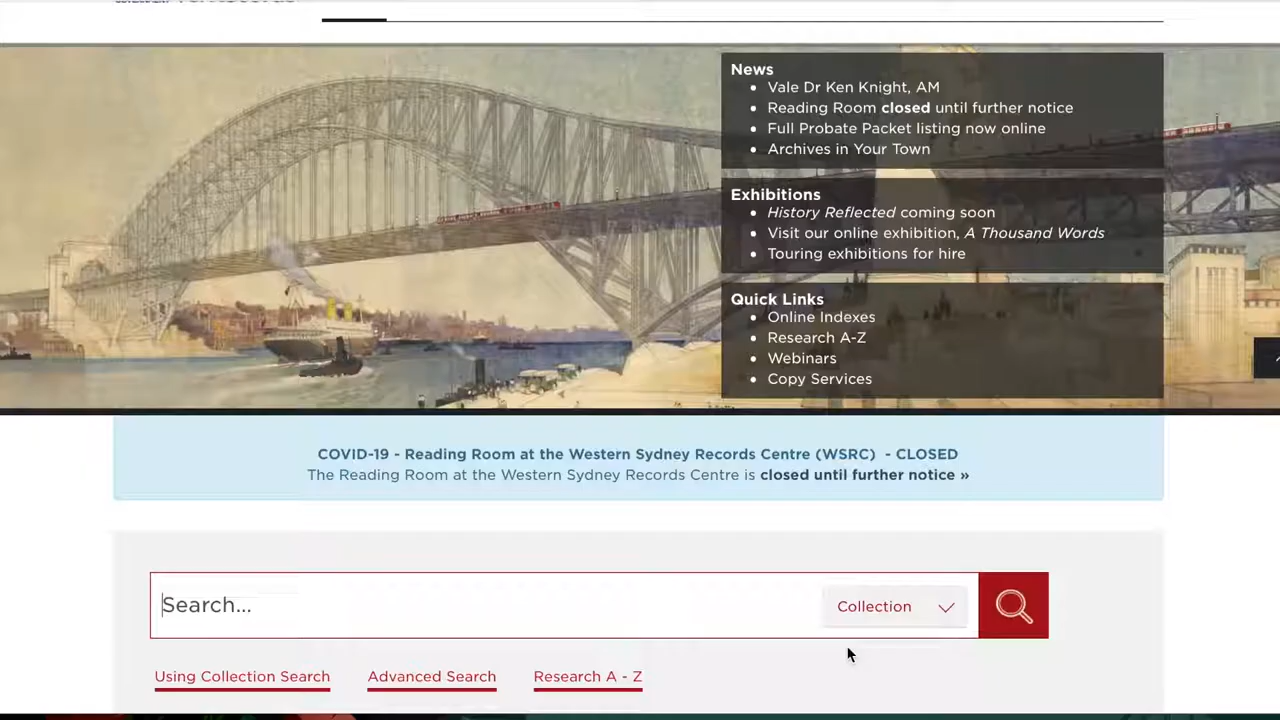 News
Vale Dr Ken Knight, AM
Reading Room closed until further notice
Full Probate Packet listing now online
Archives in Your Town
Exhibitions
History Reflected coming soon
Visit our online exhibition, A Thousand Words
Touring exhibitions for hire
Quick Links
Online Indexes
Research A-Z
Webinars
Copy Services
COVID-19 - Reading Room at the Western Sydney Records Centre (WSRC) - CLOSED
The Reading Room at the Western Sydney Records Centre is closed until further notice »
Search...
Collection
Using Collection Search
Advanced Search
Research A - Z